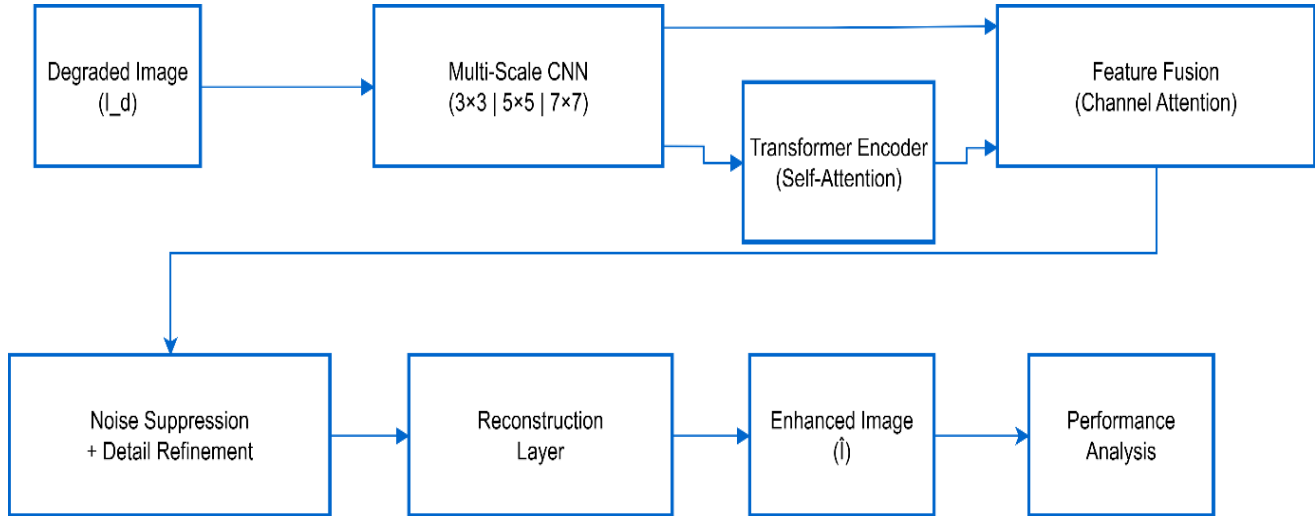 Degraded Image
(I_d)
Multi-Scale CNN
(3×3 | 5×5 | 7×7)
Transformer Encoder
(Self-Attention)
Feature Fusion
(Channel Attention)
Noise Suppression
+ Detail Refinement
Reconstruction
Layer
Enhanced Image
(Î)
Performance
Analysis